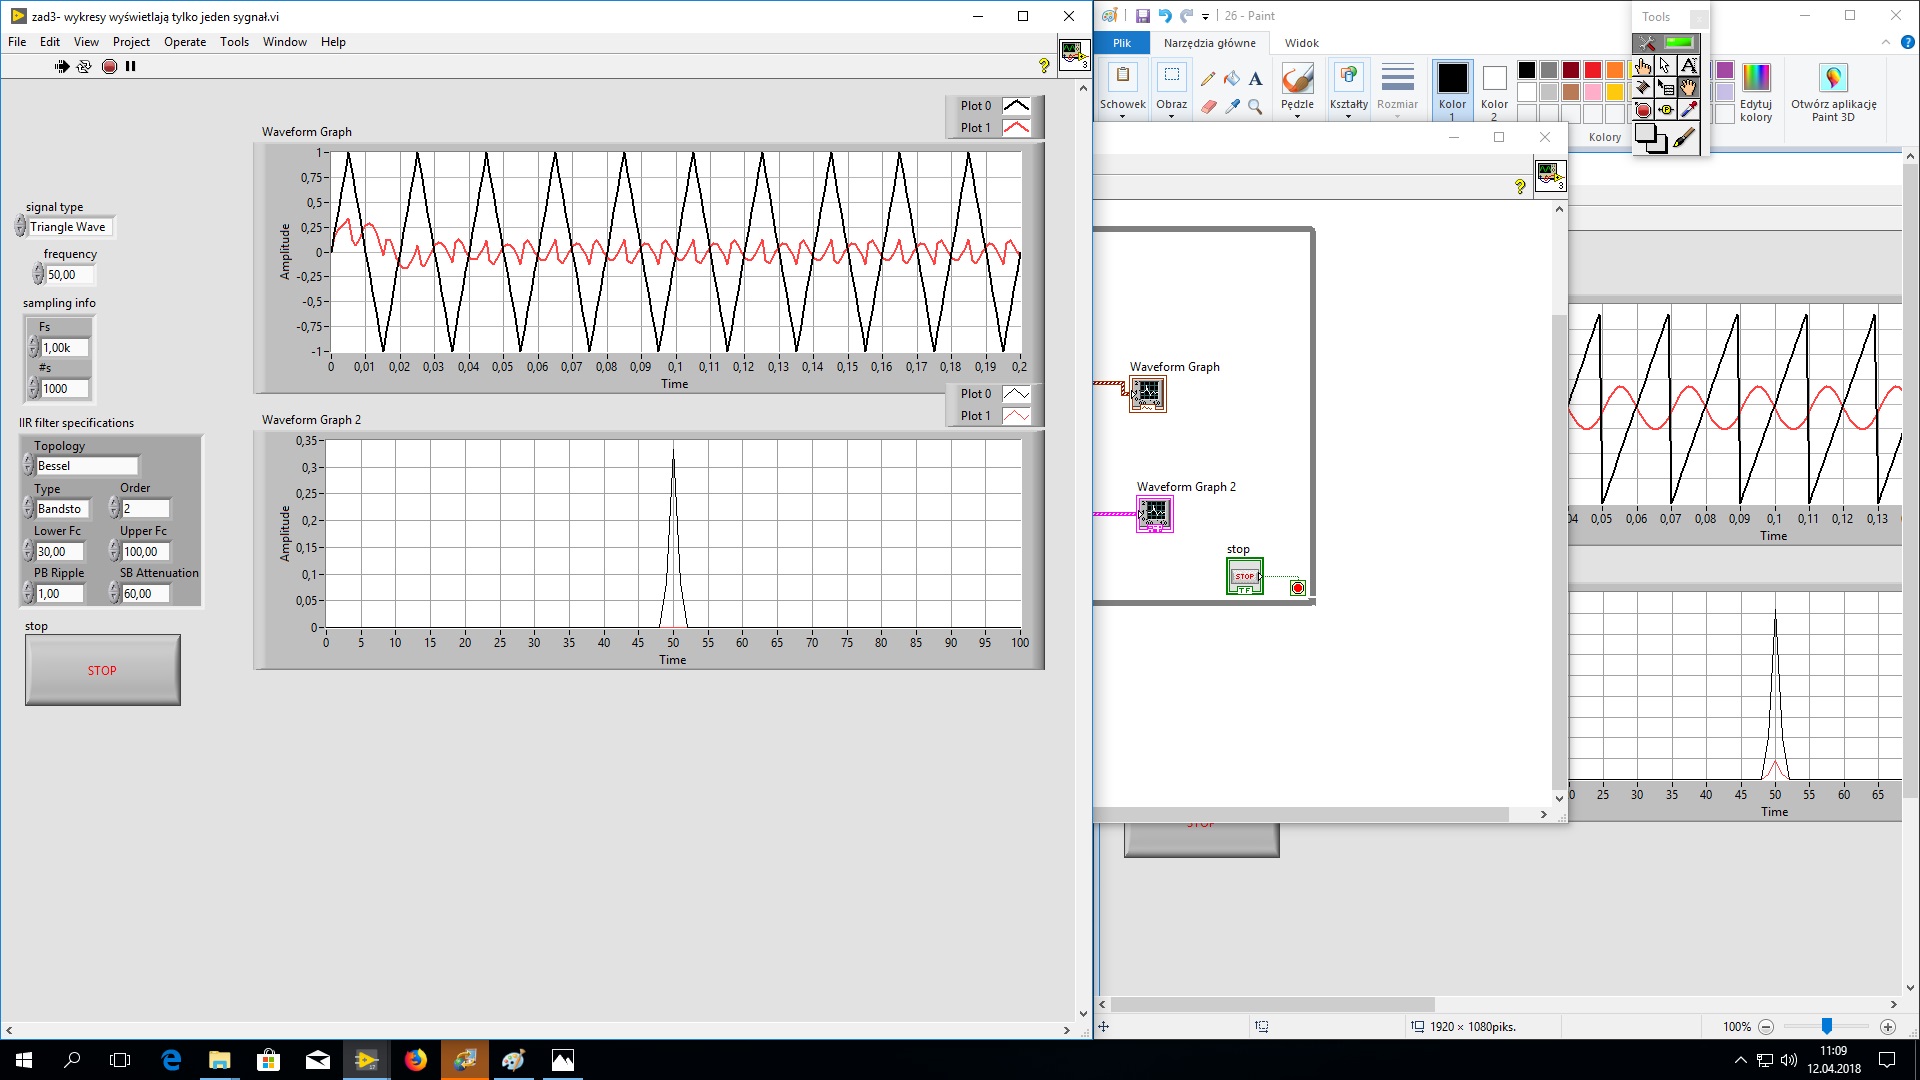 zad3- wykresy wyświetlają tylko jeden sygnał.vi
File Edit View Project Operate Tools Window Help
3
Plot 0
Plot 1
Waveform Graph
1
0,75
0,5
0,25
0
-0,25
-0,5
-0,75
-1
Amplitude
0 0,01 0,02 0,03 0,04 0,05 0,06 0,07 0,08 0,09 0,1 0,11 0,12 0,13 0,14 0,15 0,16 0,17 0,18 0,19 0,2
Time
signal type
Triangle Wave
frequency
50,00
sampling info
Fs
1,00k
#s
1000
IIR filter specifications
Topology
Bessel
Type Order
Bandsto 2
Lower Fc Upper Fc
30,00 100,00
PB Ripple SB Attenuation
1,00 60,00
stop
STOP
Plot 0
Plot 1
Waveform Graph 2
0,35
0,3
0,25
0,2
0,15
0,1
0,05
0
Amplitude
0 5 10 15 20 25 30 35 40 45 50 55 60 65 70 75 80 85 90 95 100
Time
26 - Paint
Plik Narzędzia główne Widok
Schowek Obraz Pędzle Kształty Rozmiar Kolor 1 Kolor 2 Edytuj kolory Otwórz aplikację Paint 3D
Kolory
Tools
3
Waveform Graph
Waveform Graph 2
stop
STOP
TF
04 0,05 0,06 0,07 0,08 0,09 0,1 0,11 0,12 0,13
Time
0 25 30 35 40 45 50 55 60 65
Time
STOP
1920 × 1080piks.
100%
11:09
12.04.2018